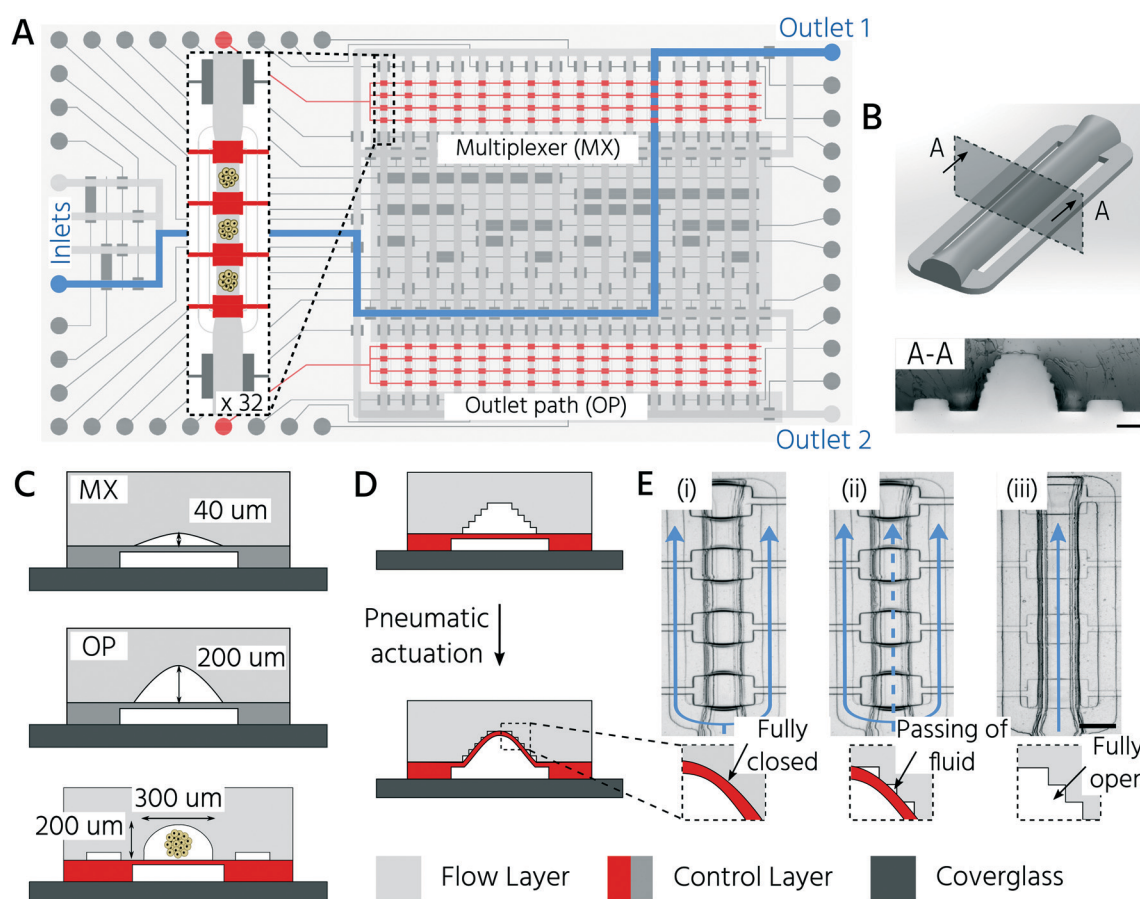 A
Outlet 1
Inlets
Multiplexer (MX)
x 32
Outlet path (OP)
Outlet 2
B
A
A
A-A
C
MX
40 um
OP
200 um
300 um
200 um
D
Pneumatic
actuation
E
(i)
(ii)
(iii)
Fully
closed
Passing of
fluid
Fully
open
Flow Layer
Control Layer
Coverglass